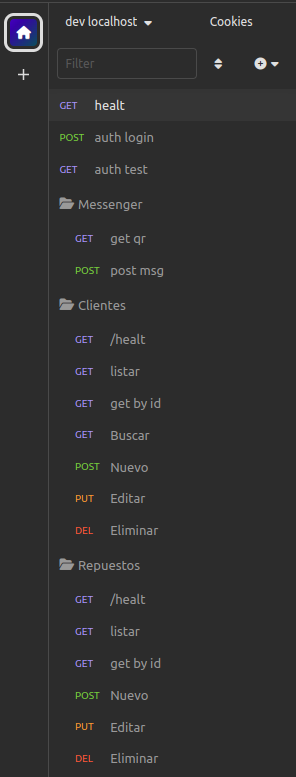 dev localhost Cookies
Filter
GET healt
POST auth login
GET auth test
Messenger
GET get qr
POST post msg
Clientes
GET /healt
GET listar
GET get by id
GET Buscar
POST Nuevo
PUT Editar
DEL Eliminar
Repuestos
GET /healt
GET listar
GET get by id
POST Nuevo
PUT Editar
DEL Eliminar